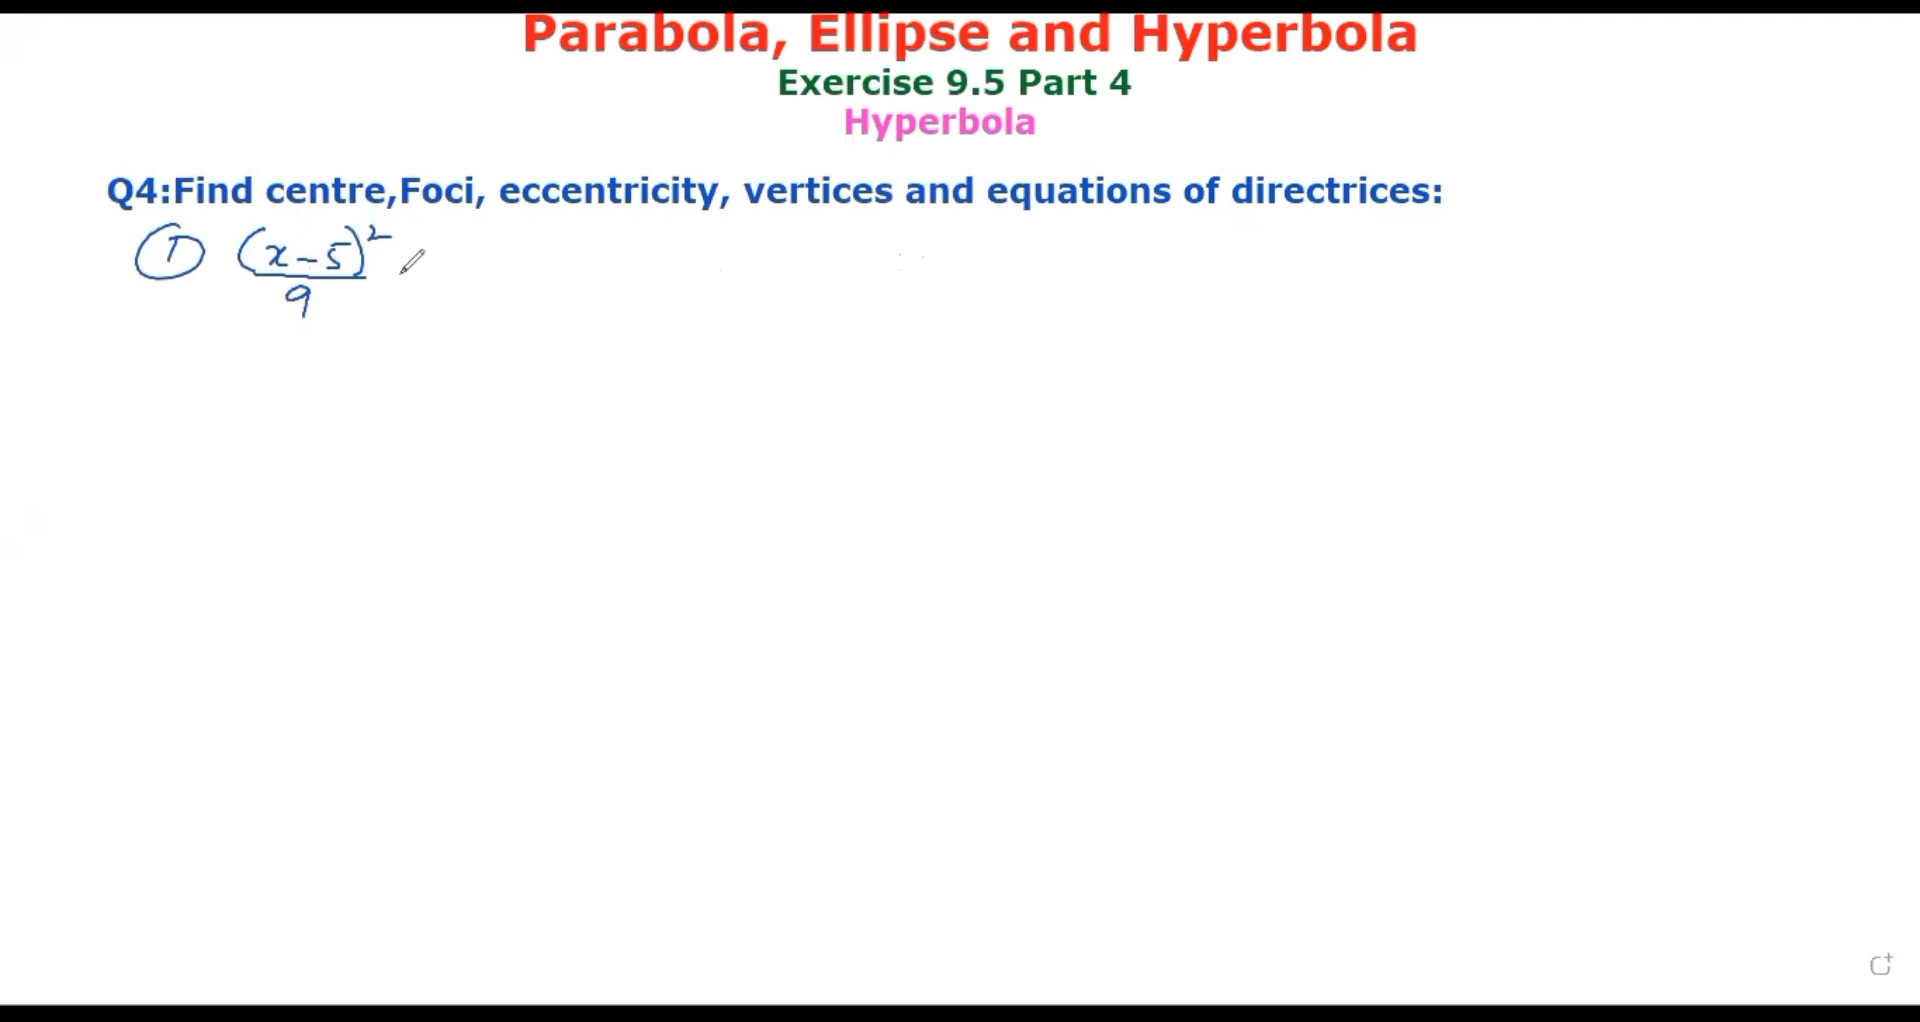 Parabola, Ellipse and Hyperbola
Exercise 9.5 Part 4
Hyperbola
Q4:Find centre,Foci, eccentricity, vertices and equations of directrices:
① (x-5)²
9